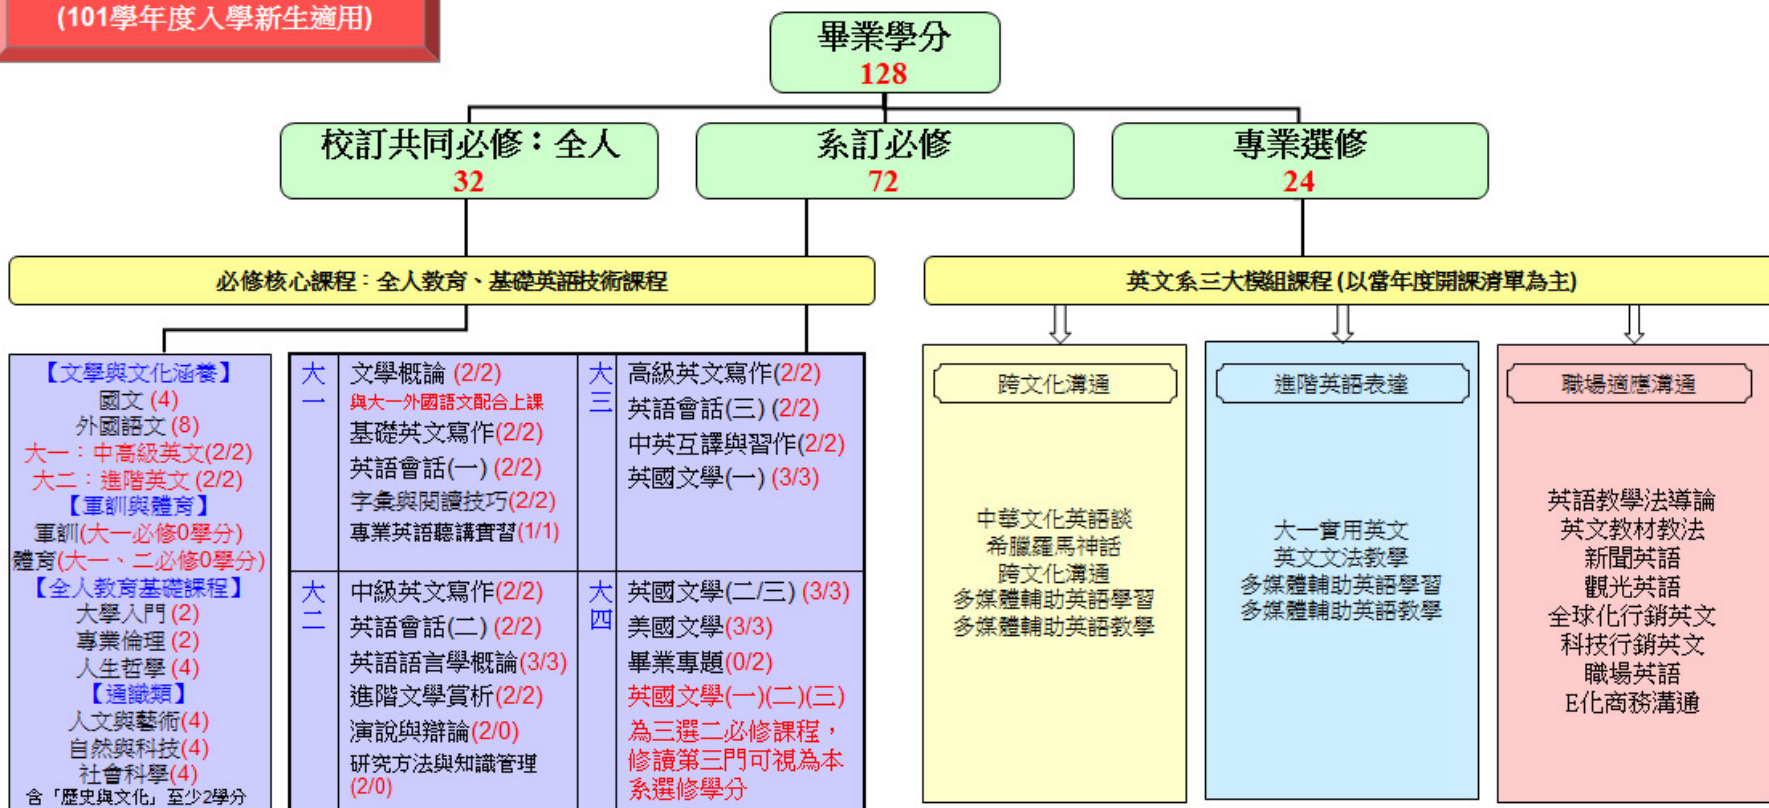 (101學年度入學新生適用)
畢業學分
128
校訂共同必修：全人
32
系訂必修
72
專業選修
24
必修核心課程：全人教育、基礎英語技術課程
英文系三大模組課程 (以當年度開課清單為主)
【文學與文化涵養】
國文 (4)
外國語文 (8)
大一：中高級英文(2/2)
大二：進階英文 (2/2)
【軍訓與體育】
軍訓(大一必修0學分)
體育(大一、二必修0學分)
【全人教育基礎課程】
大學入門 (2)
專業倫理 (2)
人生哲學 (4)
【通識類】
人文與藝術(4)
自然與科技(4)
社會科學(4)
含「歷史與文化」至少2學分
大一
文學概論 (2/2)
與大一外國語文配合上課
基礎英文寫作(2/2)
英語會話(一) (2/2)
字彙與閱讀技巧(2/2)
專業英語聽講實習(1/1)
大二
中級英文寫作(2/2)
英語會話(二) (2/2)
英語語言學概論(3/3)
進階文學賞析(2/2)
演說與辯論(2/0)
研究方法與知識管理
(2/0)
大三
高級英文寫作(2/2)
英語會話(三) (2/2)
中英互譯與習作(2/2)
英國文學(一) (3/3)
大四
英國文學(二/三) (3/3)
美國文學(3/3)
畢業專題(0/2)
英國文學(一)(二)(三)
為三選二必修課程，
修讀第三門可視為本
系選修學分
跨文化溝通
中華文化英語談
希臘羅馬神話
跨文化溝通
多媒體輔助英語學習
多媒體輔助英語教學
進階英語表達
大一實用英文
英文文法教學
多媒體輔助英語學習
多媒體輔助英語教學
職場適應溝通
英語教學法導論
英文教材教法
新聞英語
觀光英語
全球化行銷英文
科技行銷英文
職場英語
E化商務溝通